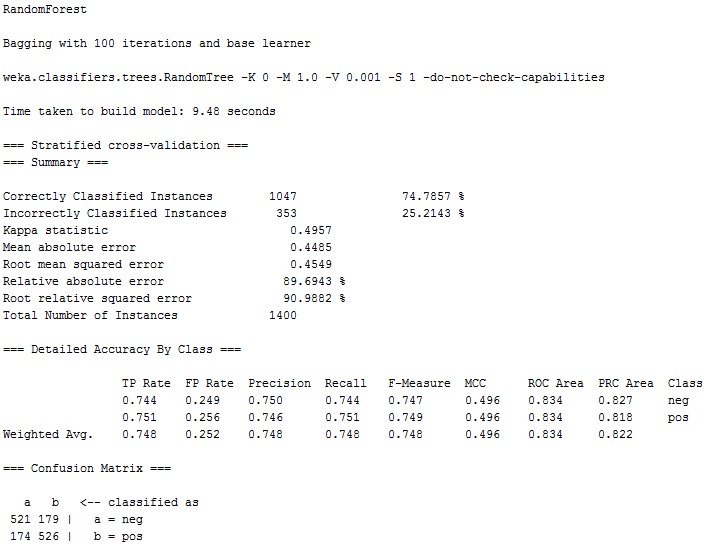 RandomForest
Bagging with 100 iterations and base learner
weka.classifiers.trees.RandomTree -K 0 -M 1.0 -V 0.001 -S 1 -do-not-check-capabilities
Time taken to build model: 9.48 seconds
=== Stratified cross-validation ===
=== Summary ===
Correctly Classified Instances        1047               74.7857 %
Incorrectly Classified Instances       353               25.2143 %
Kappa statistic                          0.4957
Mean absolute error                      0.4485
Root mean squared error                  0.4549
Relative absolute error                 89.6943 %
Root relative squared error             90.9882 %
Total Number of Instances             1400
=== Detailed Accuracy By Class ===
                 TP Rate  FP Rate  Precision  Recall   F-Measure  MCC      ROC Area  PRC Area  Class
                 0.744    0.249    0.750      0.744    0.747      0.496    0.834     0.827     neg
                 0.751    0.256    0.746      0.751    0.749      0.496    0.834     0.818     pos
Weighted Avg.    0.748    0.252    0.748      0.748    0.748      0.496    0.834     0.822
=== Confusion Matrix ===
   a   b   <-- classified as
 521 179 |   a = neg
 174 526 |   b = pos